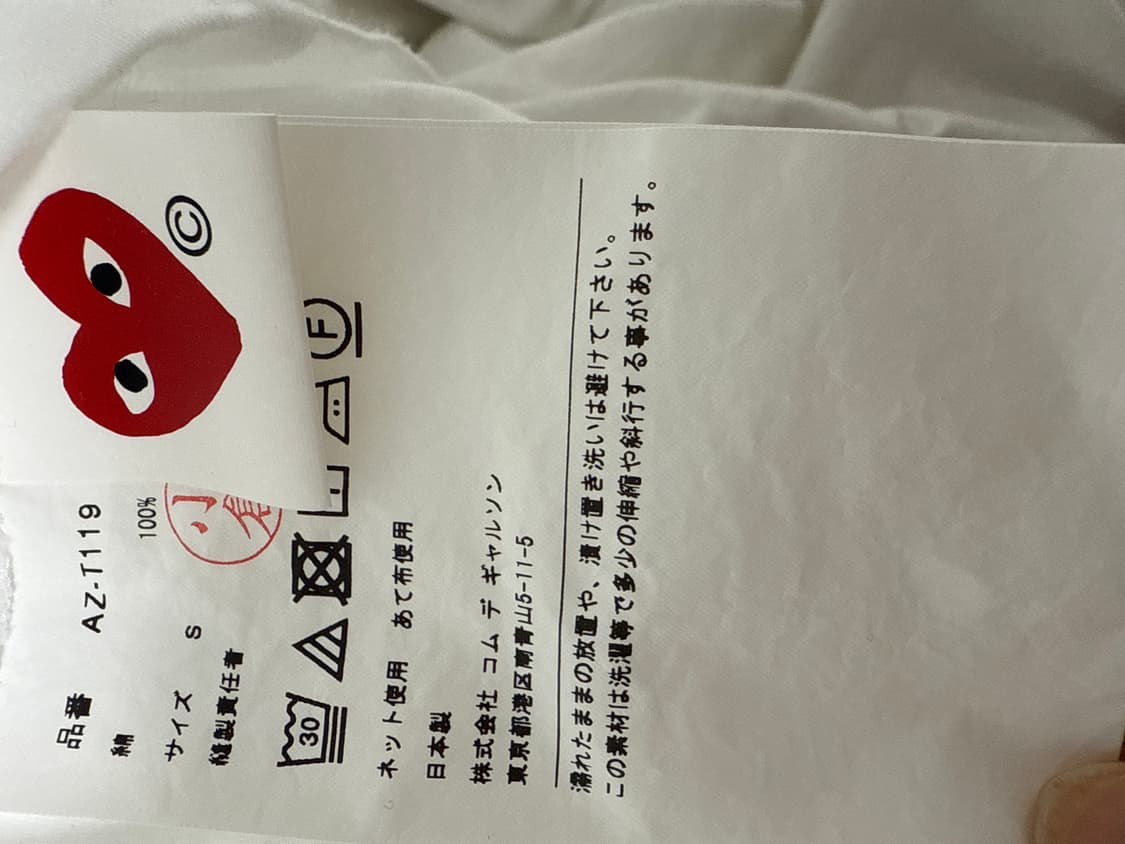 ©
品番 AZ-T119
綿 100%
サイズ S
縫製責任者
小倉
30
F
ネット使用 あて布使用
日本製
株式会社 コム デ ギャルソン
東京都港区南青山5-11-5
濡れたままの放置や、漬け置き洗いは避けて下さい。
この素材は洗濯等で多少の伸縮や斜行する事があります。